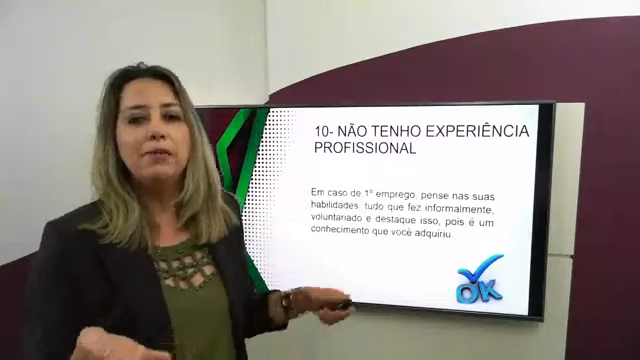 10- NÃO TENHO EXPERIÊNCIA
PROFISSIONAL
Em caso de 1º emprego, pense nas suas
habilidades, tudo que fez informalmente,
voluntariado e destaque isso, pois é um
conhecimento que você adquiriu.
OK